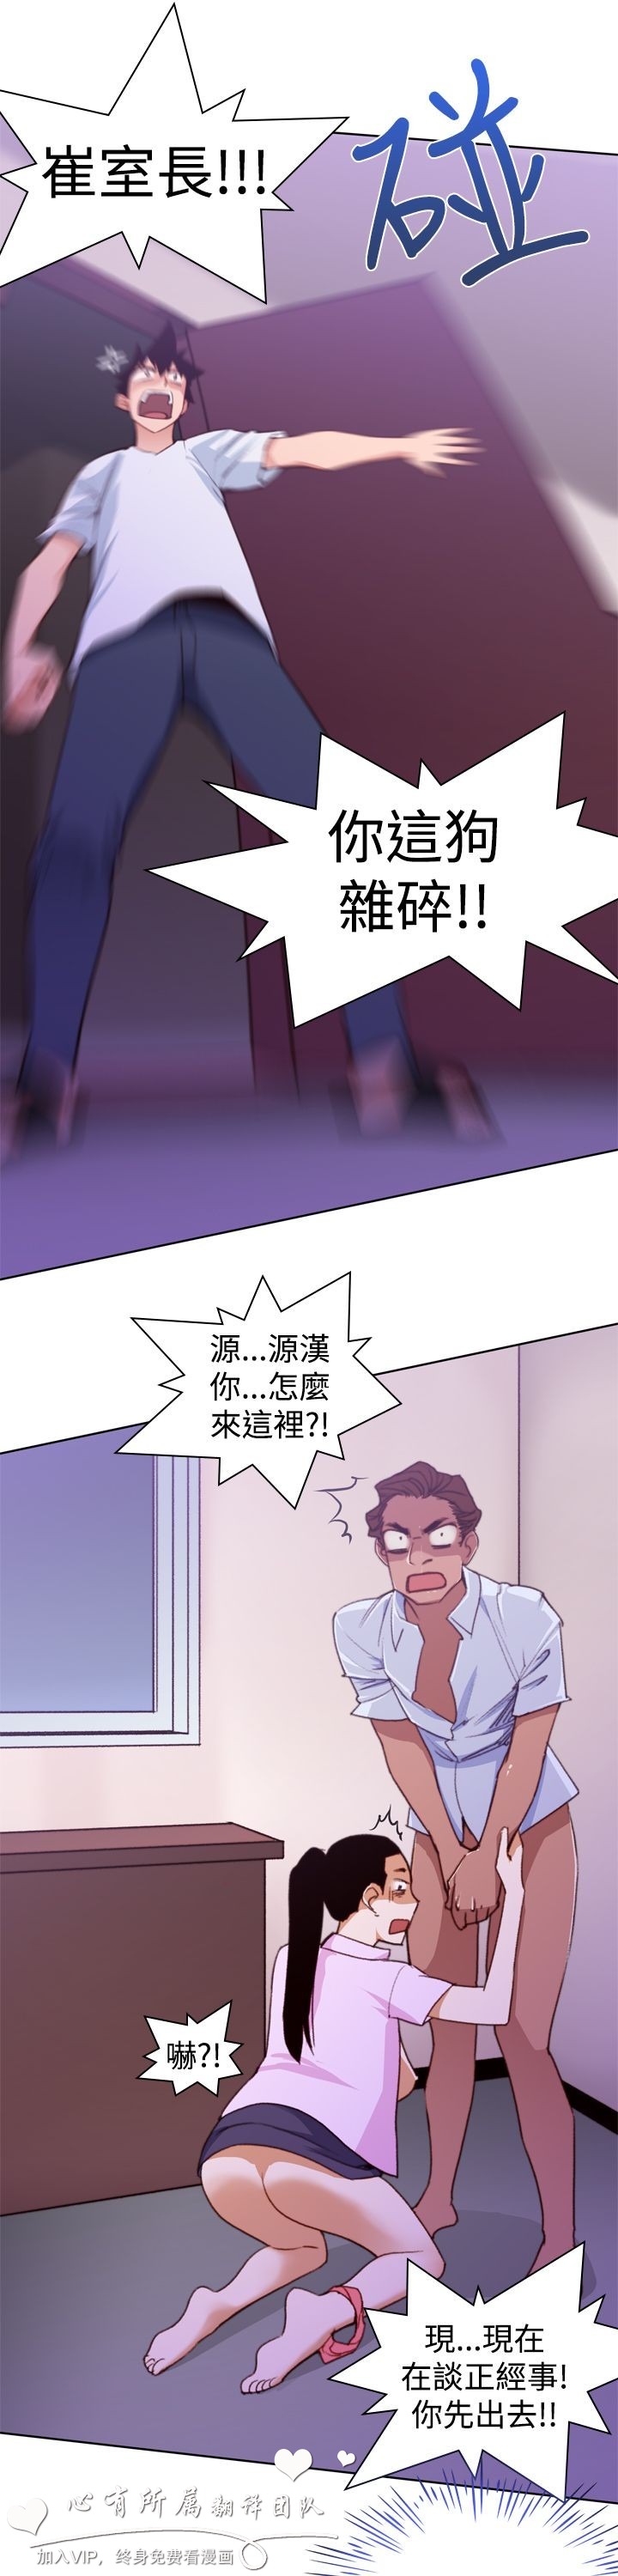 崔室長!!!
碰
你這狗
雜碎!!
源...源漢
你...怎麼
來這裡?!
嚇?!
現...現在
在談正經事!
你先出去!!
心有所属翻译团队
加入VIP，终身免费看漫画